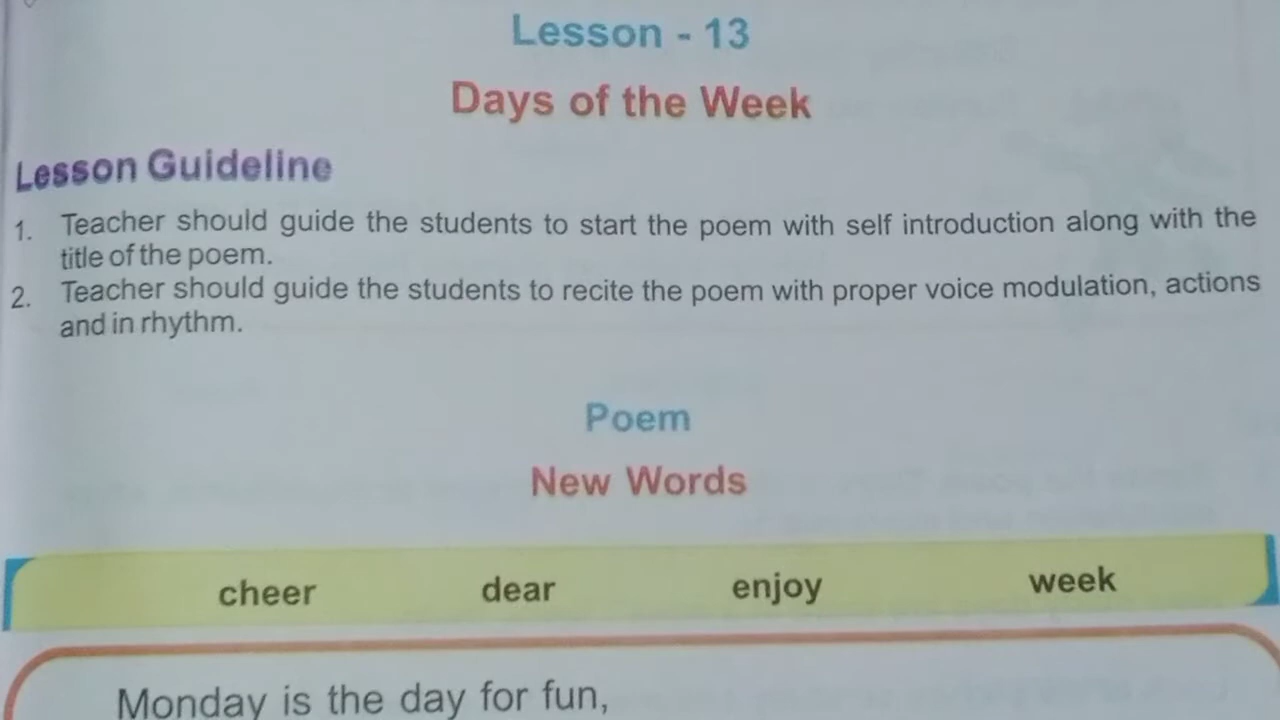 Lesson - 13
Days of the Week
Lesson Guideline
1. Teacher should guide the students to start the poem with self introduction along with the
title of the poem.
2. Teacher should guide the students to recite the poem with proper voice modulation, actions
and in rhythm.
Poem
New Words
cheer dear enjoy week
Monday is the day for fun,